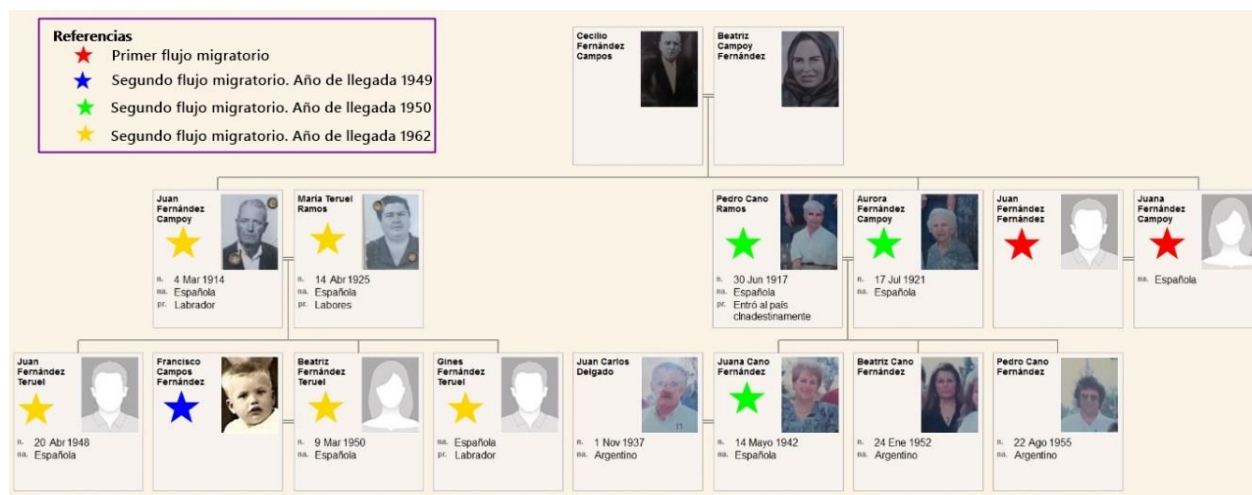 Referencias
Primer flujo migratorio
Segundo flujo migratorio. Año de llegada 1949
Segundo flujo migratorio. Año de llegada 1950
Segundo flujo migratorio. Año de llegada 1962
Cecilio
Fernández
Campos
Beatriz
Campoy
Fernández
Juan
Fernández
Campoy
n. 4 Mar 1914
na. Española
pr. Labrador
María Teruel
Ramos
n. 14 Abr 1925
na. Española
pr. Labores
Pedro Cano
Ramos
n. 30 Jun 1917
na. Española
pr. Entró al país
clnadestinamente
Aurora
Fernández
Campoy
n. 17 Jul 1921
na. Española
Juan
Fernández
Fernández
Juana
Fernández
Campoy
na. Española
Juan
Fernández
Teruel
n. 20 Abr 1948
na. Española
Francisco
Campos
Fernández
Beatriz
Fernández
Teruel
n. 9 Mar 1950
na. Española
Gines
Fernández
Teruel
na. Española
pr. Labrador
Juan Carlos
Delgado
n. 1 Nov 1937
na. Argentino
Juana Cano
Fernández
n. 14 Mayo 1942
na. Española
Beatriz Cano
Fernández
n. 24 Ene 1952
na. Argentino
Pedro Cano
Fernández
n. 22 Ago 1955
na. Argentino